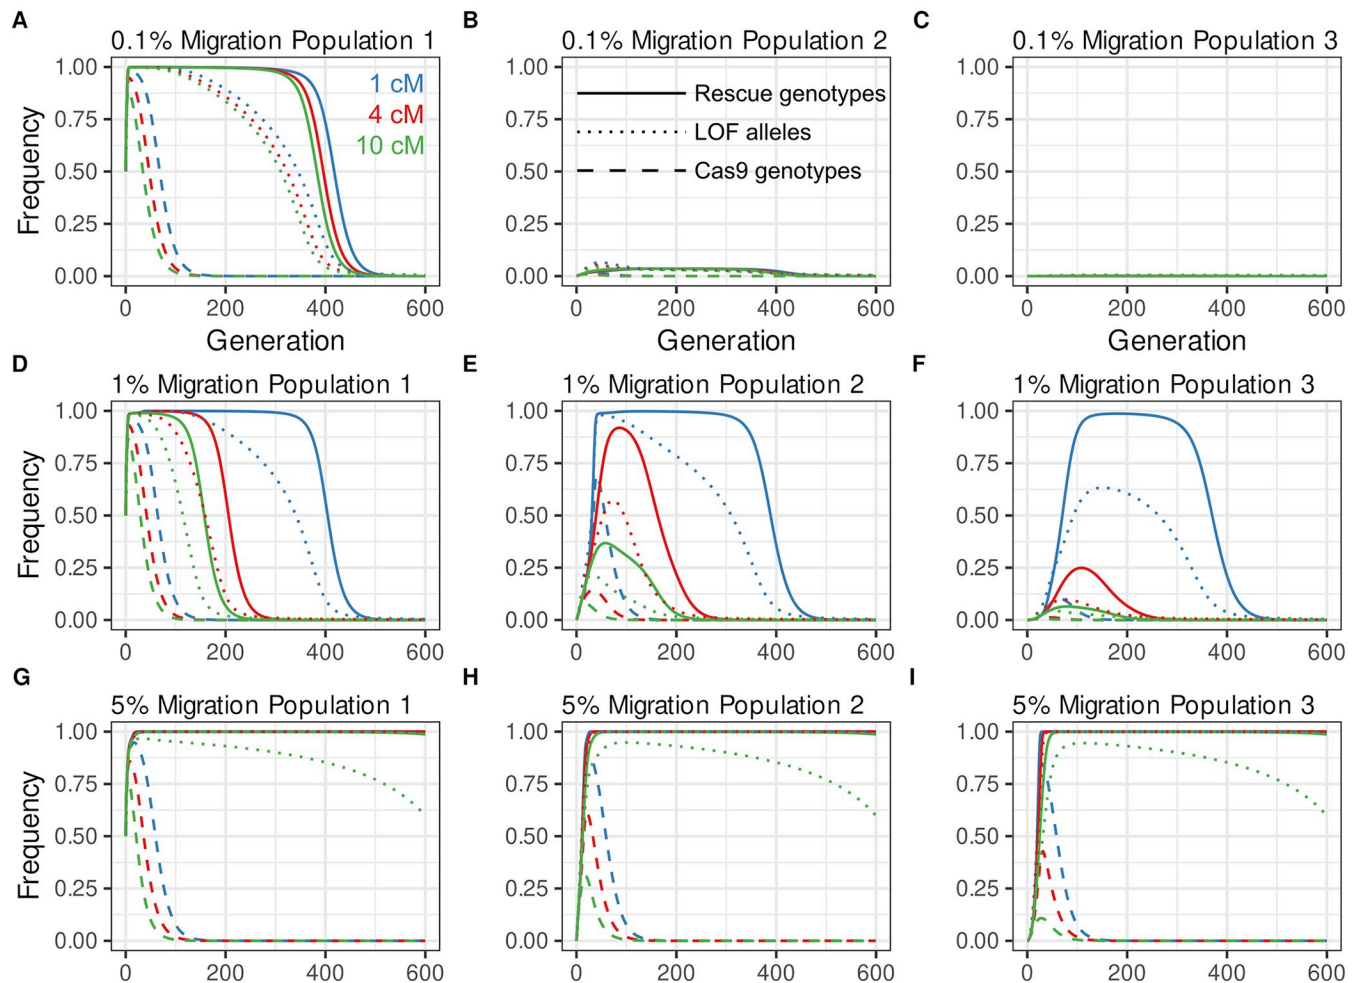 A
B
C
0.1% Migration Population 1
0.1% Migration Population 2
0.1% Migration Population 3
1.00
0.75
0.50
0.25
0.00
Frequency
1 cM
4 cM
10 cM
0 200 400 600
Generation
1.00
0.75
0.50
0.25
0.00
Rescue genotypes
LOF alleles
Cas9 genotypes
0 200 400 600
Generation
1.00
0.75
0.50
0.25
0.00
0 200 400 600
Generation
D
E
F
1% Migration Population 1
1% Migration Population 2
1% Migration Population 3
1.00
0.75
0.50
0.25
0.00
Frequency
0 200 400 600
1.00
0.75
0.50
0.25
0.00
0 200 400 600
1.00
0.75
0.50
0.25
0.00
0 200 400 600
G
H
I
5% Migration Population 1
5% Migration Population 2
5% Migration Population 3
1.00
0.75
0.50
0.25
0.00
Frequency
0 200 400 600
1.00
0.75
0.50
0.25
0.00
0 200 400 600
1.00
0.75
0.50
0.25
0.00
0 200 400 600